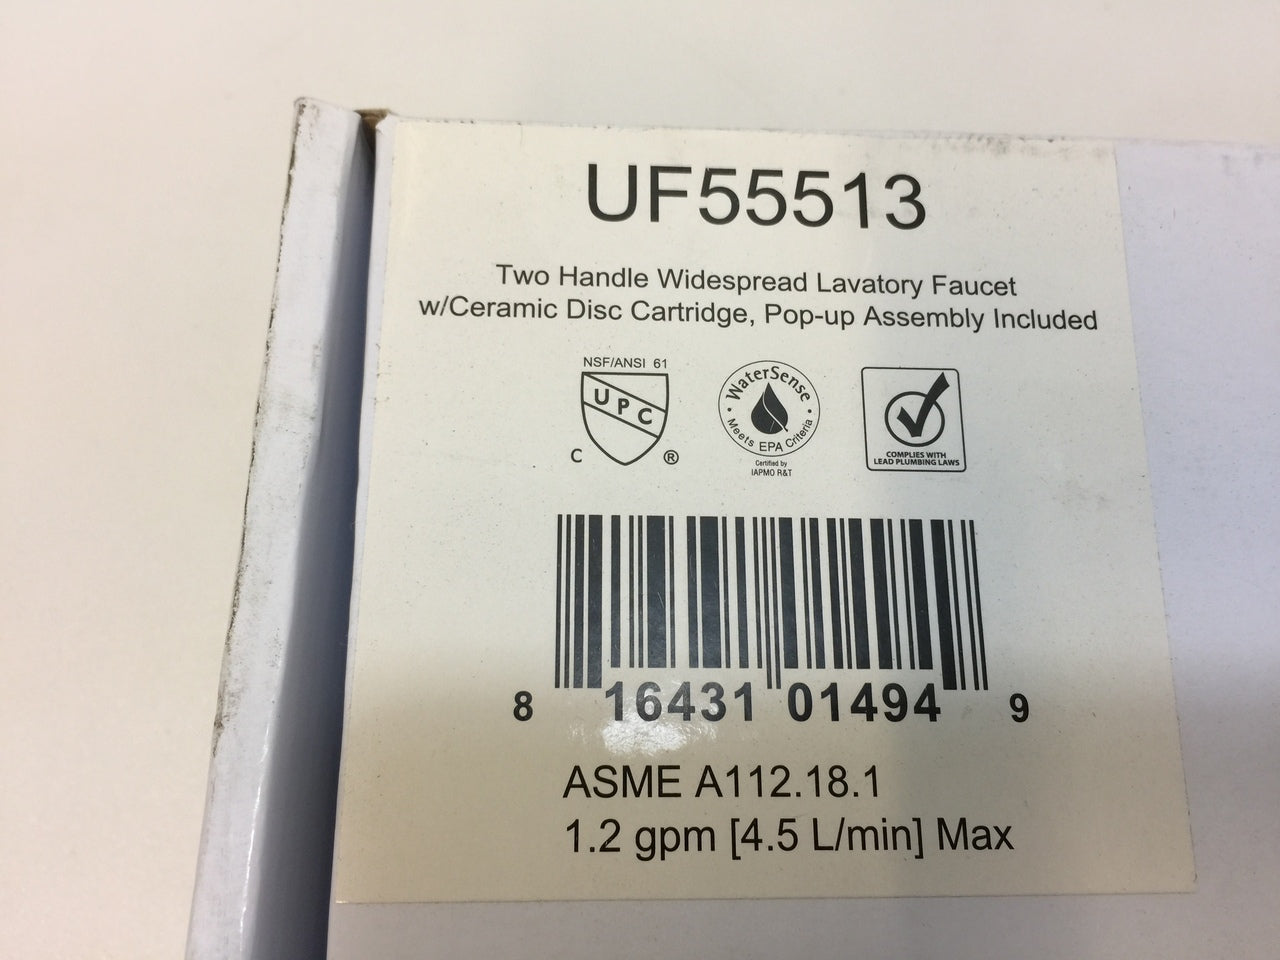 UF55513
Two Handle Widespread Lavatory Faucet
w/Ceramic Disc Cartridge, Pop-up Assembly Included
NSF/ANSI 61
UPC
C ®
WaterSense
Meets EPA Criteria
Certified by
IAPMO R&T
COMPLIES WITH
LEAD PLUMBING LAWS
8 16431 01494 9
ASME A112.18.1
1.2 gpm [4.5 L/min] Max